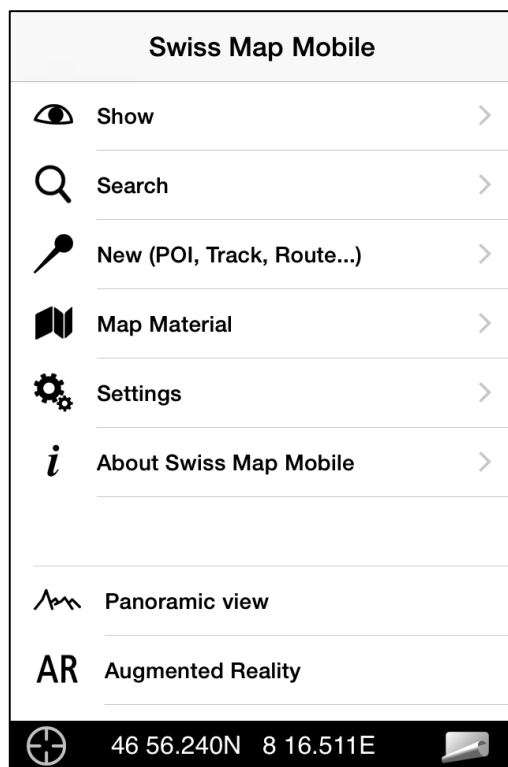 Swiss Map Mobile
Show
Search
New (POI, Track, Route...)
Map Material
Settings
i About Swiss Map Mobile
Panoramic view
AR Augmented Reality
46 56.240N 8 16.511E